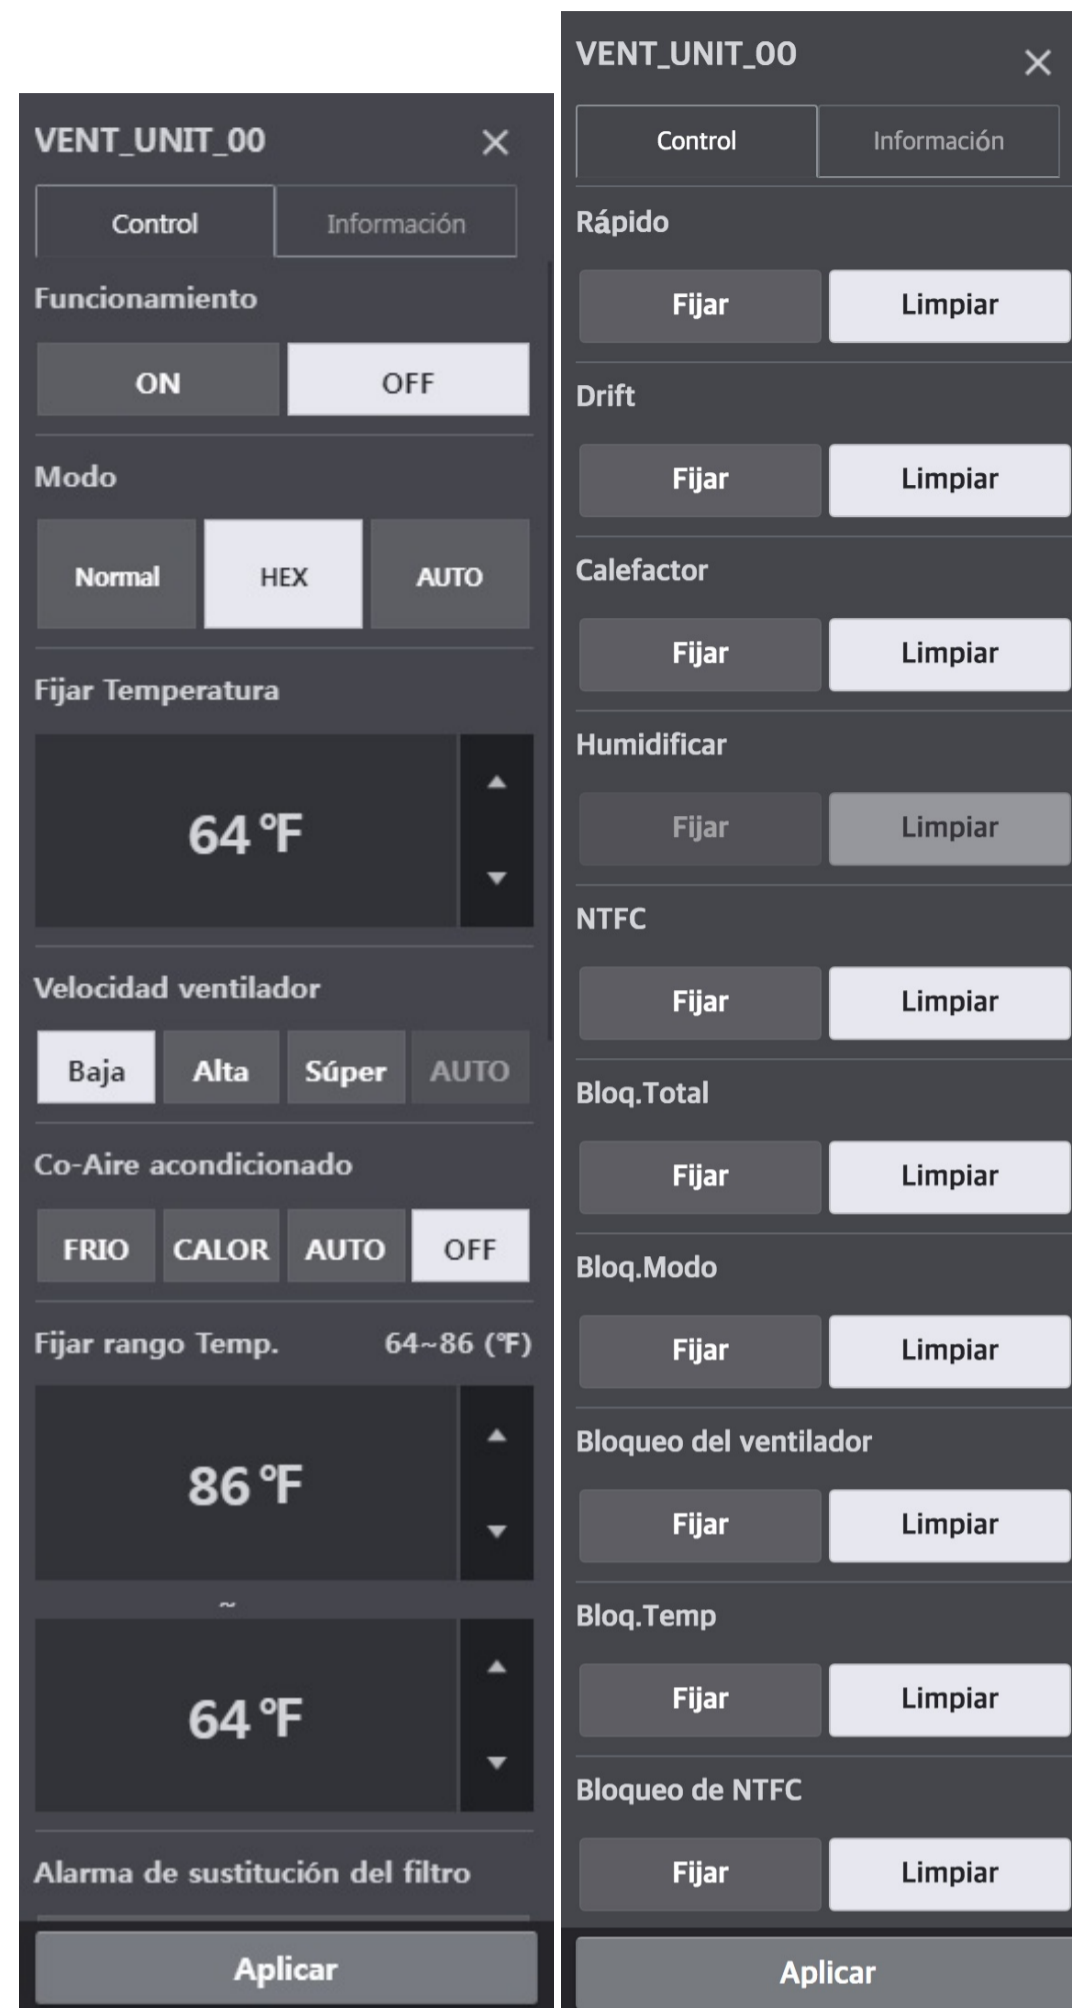 VENT_UNIT_00
Control Información
Funcionamiento
ON OFF
Modo
Normal HEX AUTO
Fijar Temperatura
64 °F
Velocidad ventilador
Baja Alta Súper AUTO
Co-Aire acondicionado
FRIO CALOR AUTO OFF
Fijar rango Temp. 64~86 (°F)
86 °F
~
64 °F
Alarma de sustitución del filtro
Aplicar
VENT_UNIT_00
Control Información
Rápido
Fijar Limpiar
Drift
Fijar Limpiar
Calefactor
Fijar Limpiar
Humidificar
Fijar Limpiar
NTFC
Fijar Limpiar
Bloq.Total
Fijar Limpiar
Bloq.Modo
Fijar Limpiar
Bloqueo del ventilador
Fijar Limpiar
Bloq.Temp
Fijar Limpiar
Bloqueo de NTFC
Fijar Limpiar
Aplicar